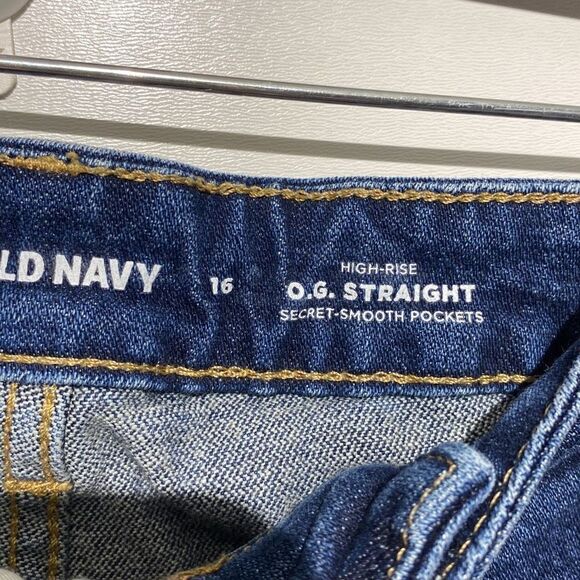 LD NAVY
16
HIGH-RISE
O.G. STRAIGHT
SECRET-SMOOTH POCKETS